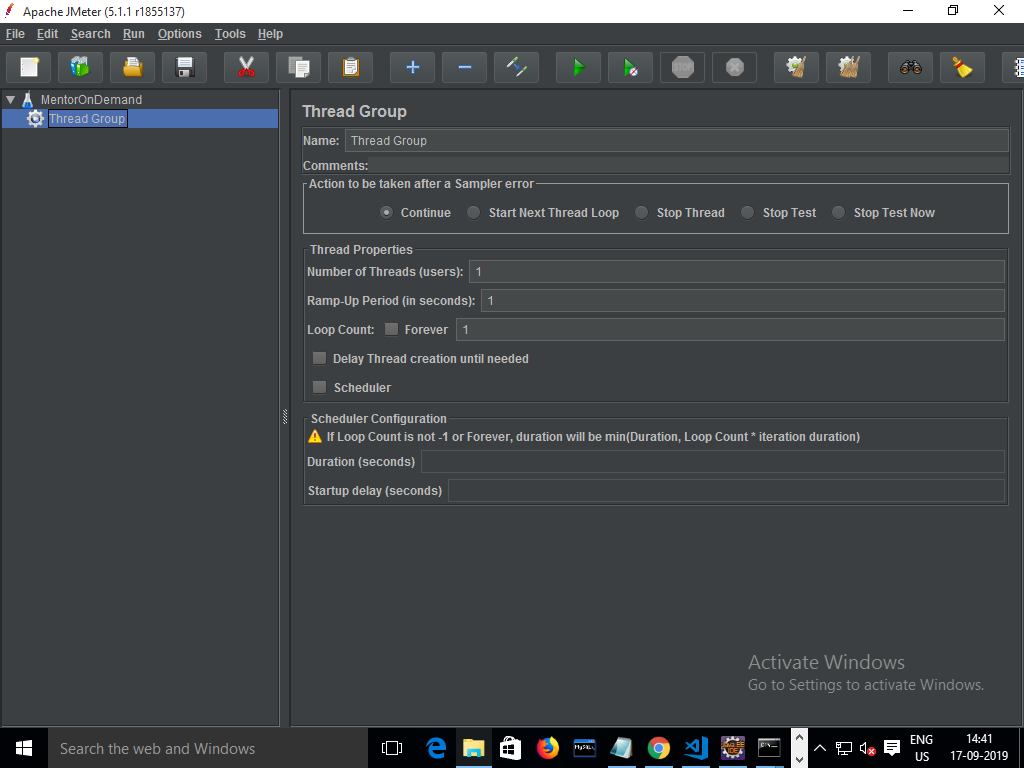 Apache JMeter (5.1.1 r1855137)
File Edit Search Run Options Tools Help
STOP
MentorOnDemand
Thread Group
Thread Group
Name: Thread Group
Comments:
Action to be taken after a Sampler error
Continue Start Next Thread Loop Stop Thread Stop Test Stop Test Now
Thread Properties
Number of Threads (users): 1
Ramp-Up Period (in seconds): 1
Loop Count: Forever 1
Delay Thread creation until needed
Scheduler
Scheduler Configuration
If Loop Count is not -1 or Forever, duration will be min(Duration, Loop Count * iteration duration)
Duration (seconds)
Startup delay (seconds)
Activate Windows
Go to Settings to activate Windows.
Search the web and Windows
MySQL
ENG
US
14:41
17-09-2019